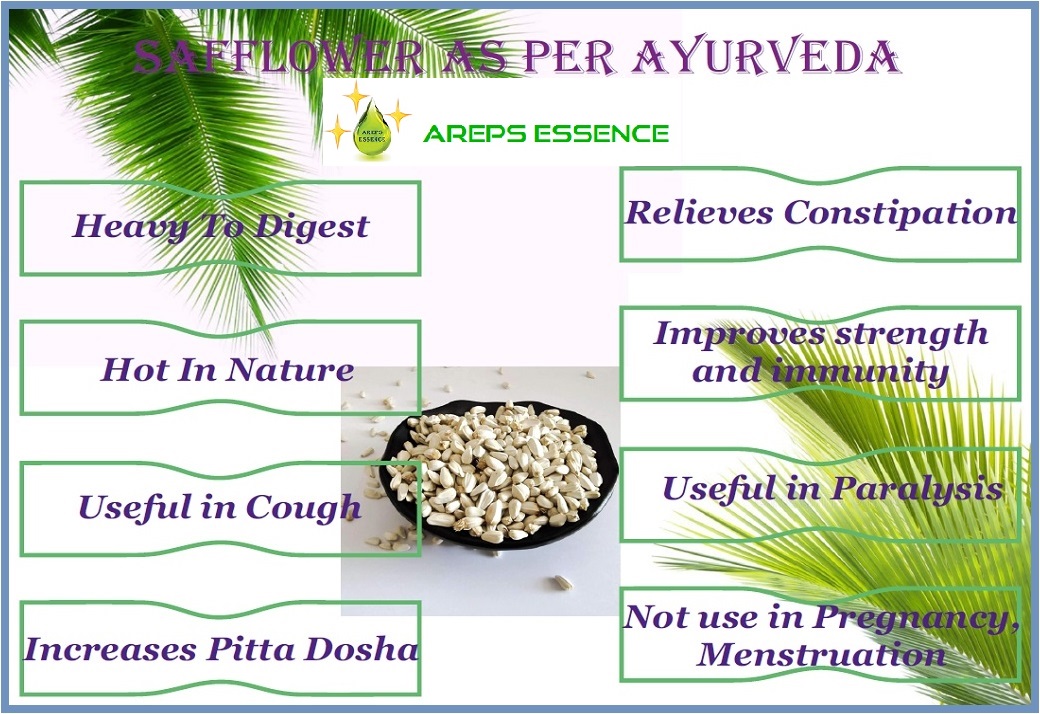 SAFFLOWER AS PER AYURVEDA
AREPS
ESSENCE
AREPS ESSENCE
Heavy To Digest
Relieves Constipation
Hot In Nature
Improves strength
and immunity
Useful in Cough
Useful in Paralysis
Increases Pitta Dosha
Not use in Pregnancy,
Menstruation